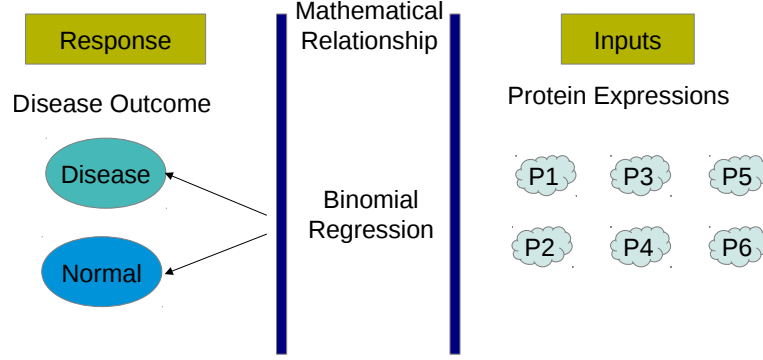 Response
Mathematical
Relationship
Inputs
Disease Outcome
Protein Expressions
Disease
P1
P3
P5
Binomial
Regression
Normal
P2
P4
P6